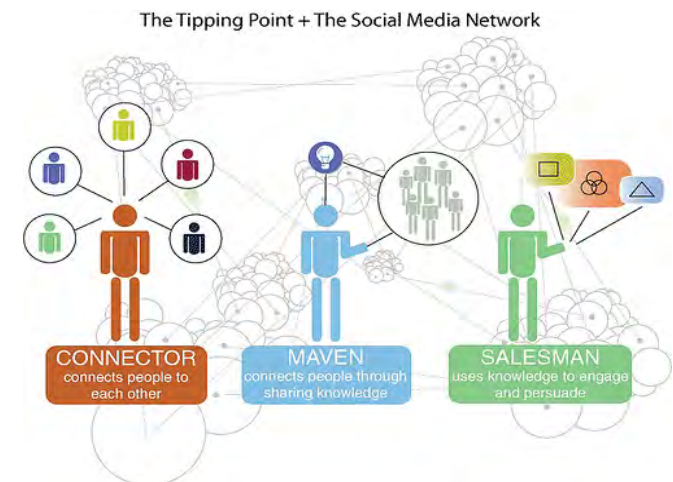 The Tipping Point + The Social Media Network
CONNECTOR
connects people to
each other
MAVEN
connects people through
sharing knowledge
SALESMAN
uses knowledge to engage
and persuade